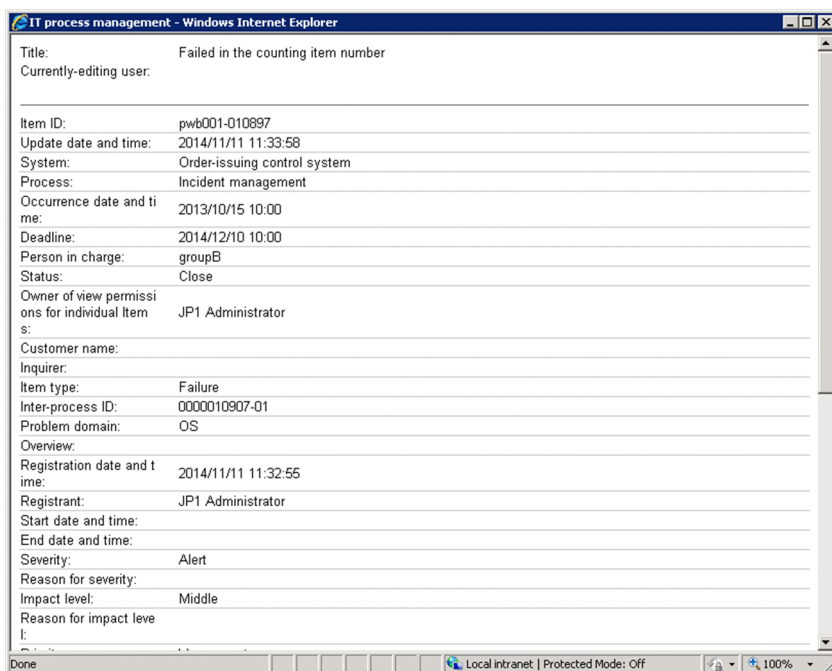 IT process management - Windows Internet Explorer
Title: Failed in the counting item number
Currently-editing user:
Item ID: pwb001-010897
Update date and time: 2014/11/11 11:33:58
System: Order-issuing control system
Process: Incident management
Occurrence date and ti
me: 2013/10/15 10:00
Deadline: 2014/12/10 10:00
Person in charge: groupB
Status: Close
Owner of view permissi
ons for individual Item JP1 Administrator
s:
Customer name:
Inquirer:
Item type: Failure
Inter-process ID: 0000010907-01
Problem domain: OS
Overview:
Registration date and t
ime: 2014/11/11 11:32:55
Registrant: JP1 Administrator
Start date and time:
End date and time:
Severity: Alert
Reason for severity:
Impact level: Middle
Reason for impact leve
l:
Done Local intranet | Protected Mode: Off 100%